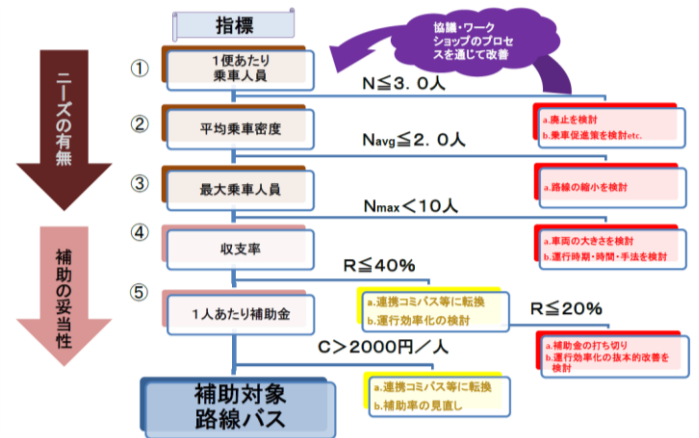 指標
協議・ワーク
ショップのプロセ
スを通じて改善
ニーズの有無
①
1便あたり
乗車人員
N≦3.0人
a.廃止を検討
b.乗車促進策を検討etc.
②
平均乗車密度
Navg≦2.0人
a.路線の縮小を検討
③
最大乗車人員
Nmax<10人
a.車両の大きさを検討
b.運行時期・時間・手法を検討
補助の妥当性
④
収支率
R≦40%
a.連携コミバス等に転換
b.運行効率化の検討
R≦20%
a.補助金の打ち切り
b.運行効率化の抜本的改善を
検討
⑤
1人あたり補助金
C>2000円/人
a.連携コミバス等に転換
b.補助率の見直し
補助対象
路線バス